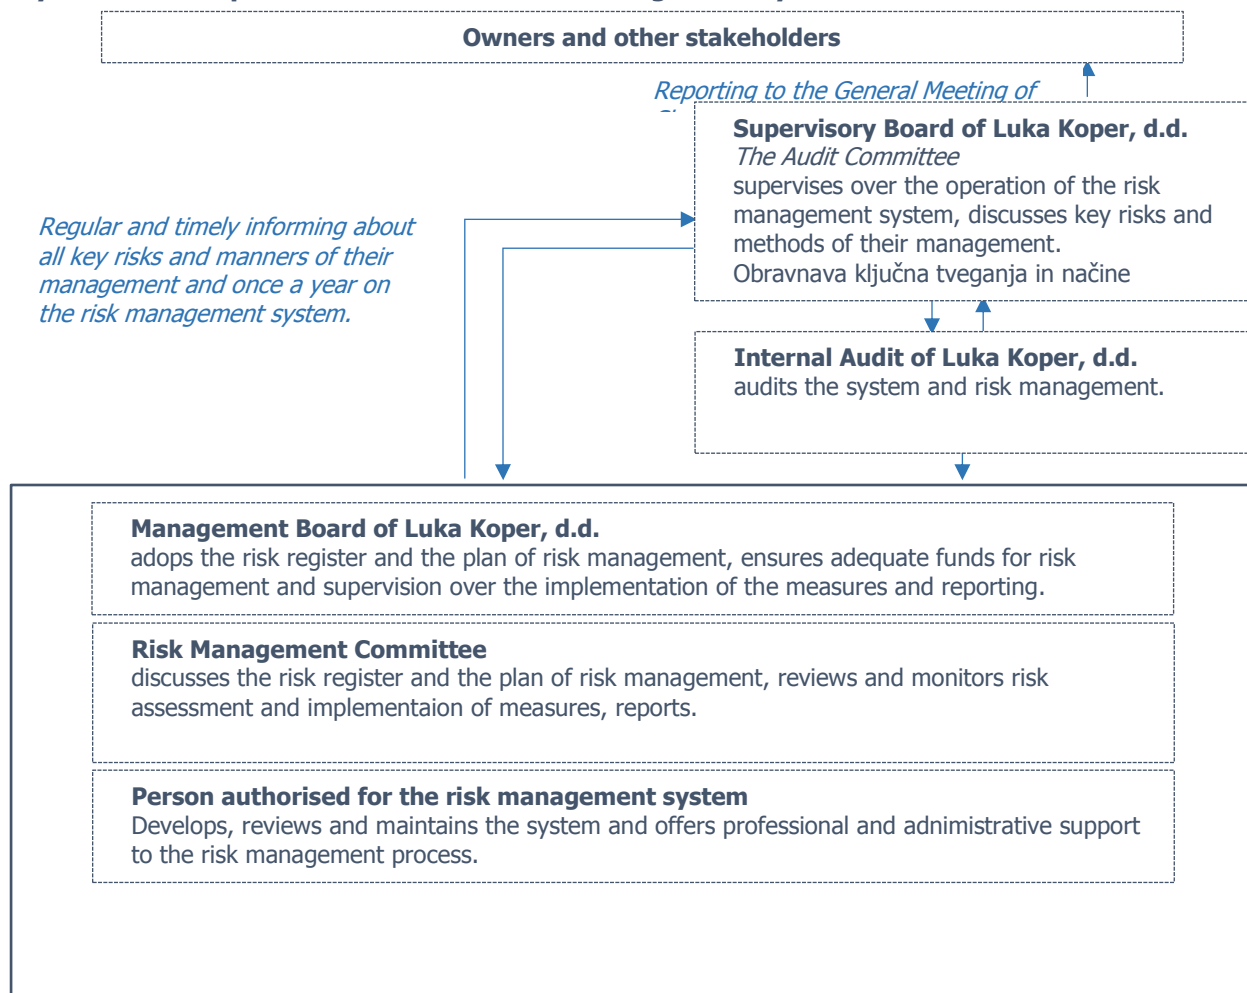 Owners and other stakeholders
Reporting to the General Meeting of
Supervisory Board of Luka Koper, d.d.
The Audit Committee
supervises over the operation of the risk
management system, discusses key risks and
methods of their management.
Obravnava ključna tveganja in načine
Regular and timely informing about
all key risks and manners of their
management and once a year on
the risk management system.
Internal Audit of Luka Koper, d.d.
audits the system and risk management.
Management Board of Luka Koper, d.d.
adops the risk register and the plan of risk management, ensures adequate funds for risk
management and supervision over the implementation of the measures and reporting.
Risk Management Committee
discusses the risk register and the plan of risk management, reviews and monitors risk
assessment and implementaion of measures, reports.
Person authorised for the risk management system
Develops, reviews and maintains the system and offers professional and adnimistrative support
to the risk management process.